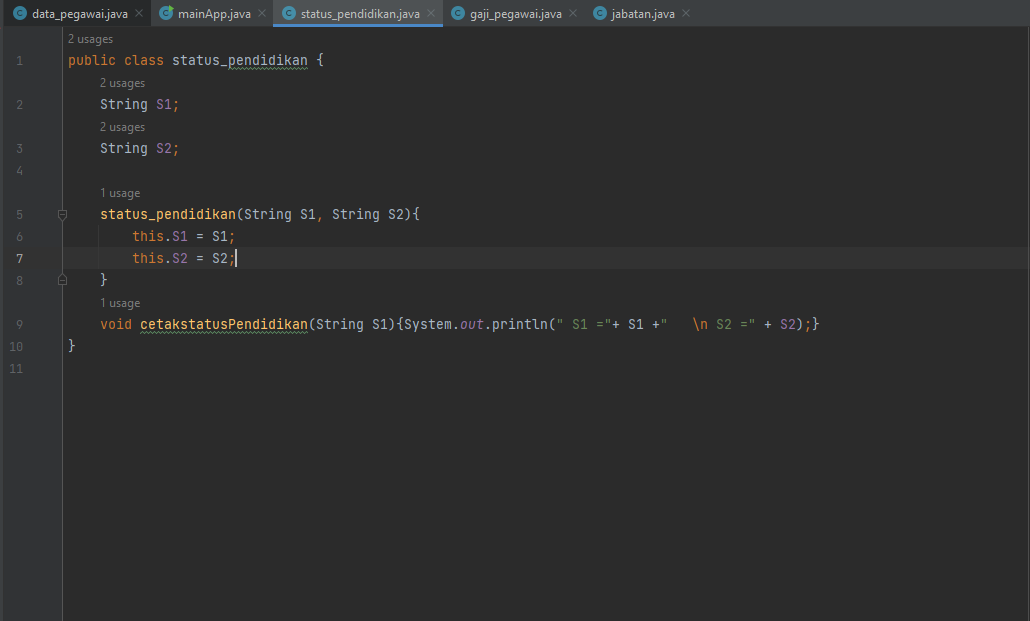 data_pegawai.java mainApp.java status_pendidikan.java gaji_pegawai.java jabatan.java
2 usages
1 public class status_pendidikan {
2 usages
2 String S1;
2 usages
3 String S2;
4
1 usage
5 status_pendidikan(String S1, String S2){
6 this.S1 = S1;
7 this.S2 = S2;
8 }
1 usage
9 void cetakstatusPendidikan(String S1){System.out.println(" S1 ="+ S1 +"   \n S2 =" + S2);}
10 }
11